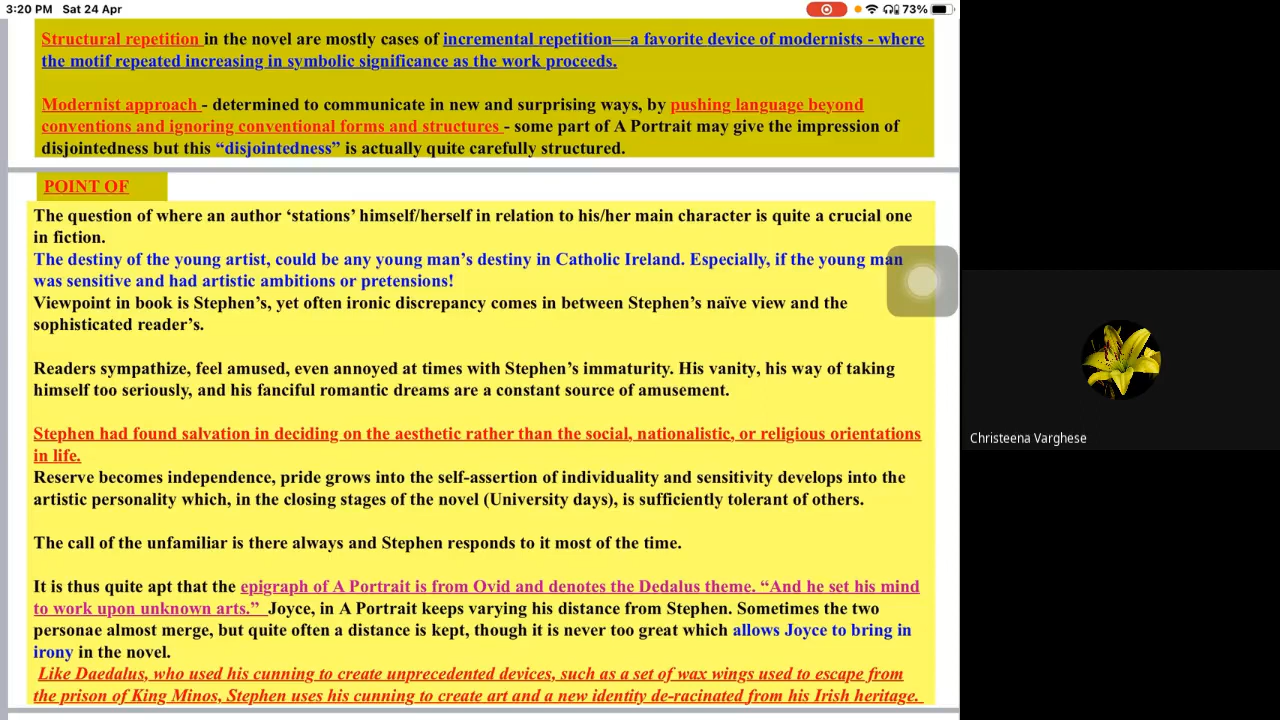 3:20 PM Sat 24 Apr
73%
Structural repetition in the novel are mostly cases of incremental repetition—a favorite device of modernists - where
the motif repeated increasing in symbolic significance as the work proceeds.
Modernist approach - determined to communicate in new and surprising ways, by pushing language beyond
conventions and ignoring conventional forms and structures - some part of A Portrait may give the impression of
disjointedness but this “disjointedness” is actually quite carefully structured.
POINT OF
The question of where an author ‘stations’ himself/herself in relation to his/her main character is quite a crucial one
in fiction.
The destiny of the young artist, could be any young man’s destiny in Catholic Ireland. Especially, if the young man
was sensitive and had artistic ambitions or pretensions!
Viewpoint in book is Stephen’s, yet often ironic discrepancy comes in between Stephen’s naïve view and the
sophisticated reader’s.
Readers sympathize, feel amused, even annoyed at times with Stephen’s immaturity. His vanity, his way of taking
himself too seriously, and his fanciful romantic dreams are a constant source of amusement.
Stephen had found salvation in deciding on the aesthetic rather than the social, nationalistic, or religious orientations
in life.
Reserve becomes independence, pride grows into the self-assertion of individuality and sensitivity develops into the
artistic personality which, in the closing stages of the novel (University days), is sufficiently tolerant of others.
The call of the unfamiliar is there always and Stephen responds to it most of the time.
It is thus quite apt that the epigraph of A Portrait is from Ovid and denotes the Dedalus theme. “And he set his mind
to work upon unknown arts.” Joyce, in A Portrait keeps varying his distance from Stephen. Sometimes the two
personae almost merge, but quite often a distance is kept, though it is never too great which allows Joyce to bring in
irony in the novel.
Like Daedalus, who used his cunning to create unprecedented devices, such as a set of wax wings used to escape from
the prison of King Minos, Stephen uses his cunning to create art and a new identity de-racinated from his Irish heritage.
Christeena Varghese